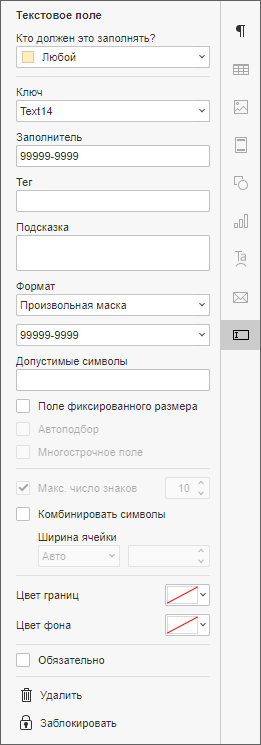 Текстовое поле
Кто должен это заполнять?
Любой
Ключ
Text14
Заполнитель
99999-9999
Тег
Подсказка
Формат
Произвольная маска
99999-9999
Допустимые символы
Поле фиксированного размера
Автоподбор
Многострочное поле
Макс. число знаков 10
Комбинировать символы
Ширина ячейки
Авто
Цвет границ
Цвет фона
Обязательно
Удалить
Заблокировать